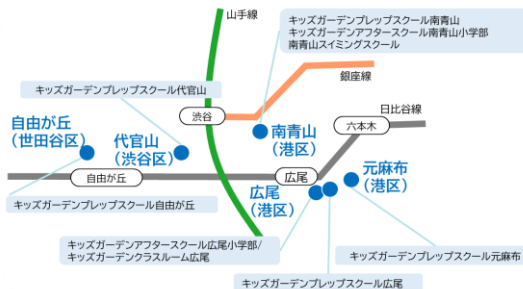 山手線
キッズガーデンプレップスクール南青山
キッズガーデンアフタースクール南青山小学部
南青山スイミングスクール
銀座線
キッズガーデンプレップスクール代官山
日比谷線
渋谷
六本木
自由が丘
(世田谷区)
代官山
(渋谷区)
南青山
(港区)
自由が丘
広尾
元麻布
(港区)
広尾
(港区)
キッズガーデンプレップスクール自由が丘
キッズガーデンアフタースクール広尾小学部/
キッズガーデンクラスルーム広尾
キッズガーデンプレップスクール元麻布
キッズガーデンプレップスクール広尾